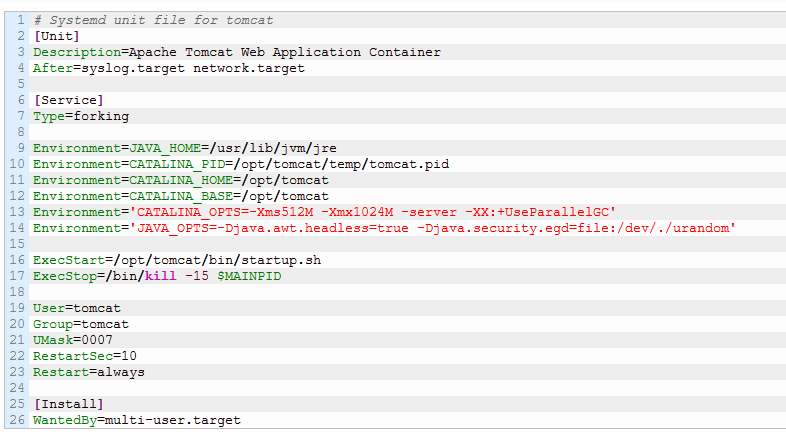 1 # Systemd unit file for tomcat
2 [Unit]
3 Description=Apache Tomcat Web Application Container
4 After=syslog.target network.target
5
6 [Service]
7 Type=forking
8
9 Environment=JAVA_HOME=/usr/lib/jvm/jre
10 Environment=CATALINA_PID=/opt/tomcat/temp/tomcat.pid
11 Environment=CATALINA_HOME=/opt/tomcat
12 Environment=CATALINA_BASE=/opt/tomcat
13 Environment='CATALINA_OPTS=-Xms512M -Xmx1024M -server -XX:+UseParallelGC'
14 Environment='JAVA_OPTS=-Djava.awt.headless=true -Djava.security.egd=file:/dev/./urandom'
15
16 ExecStart=/opt/tomcat/bin/startup.sh
17 ExecStop=/bin/kill -15 $MAINPID
18
19 User=tomcat
20 Group=tomcat
21 UMask=0007
22 RestartSec=10
23 Restart=always
24
25 [Install]
26 WantedBy=multi-user.target